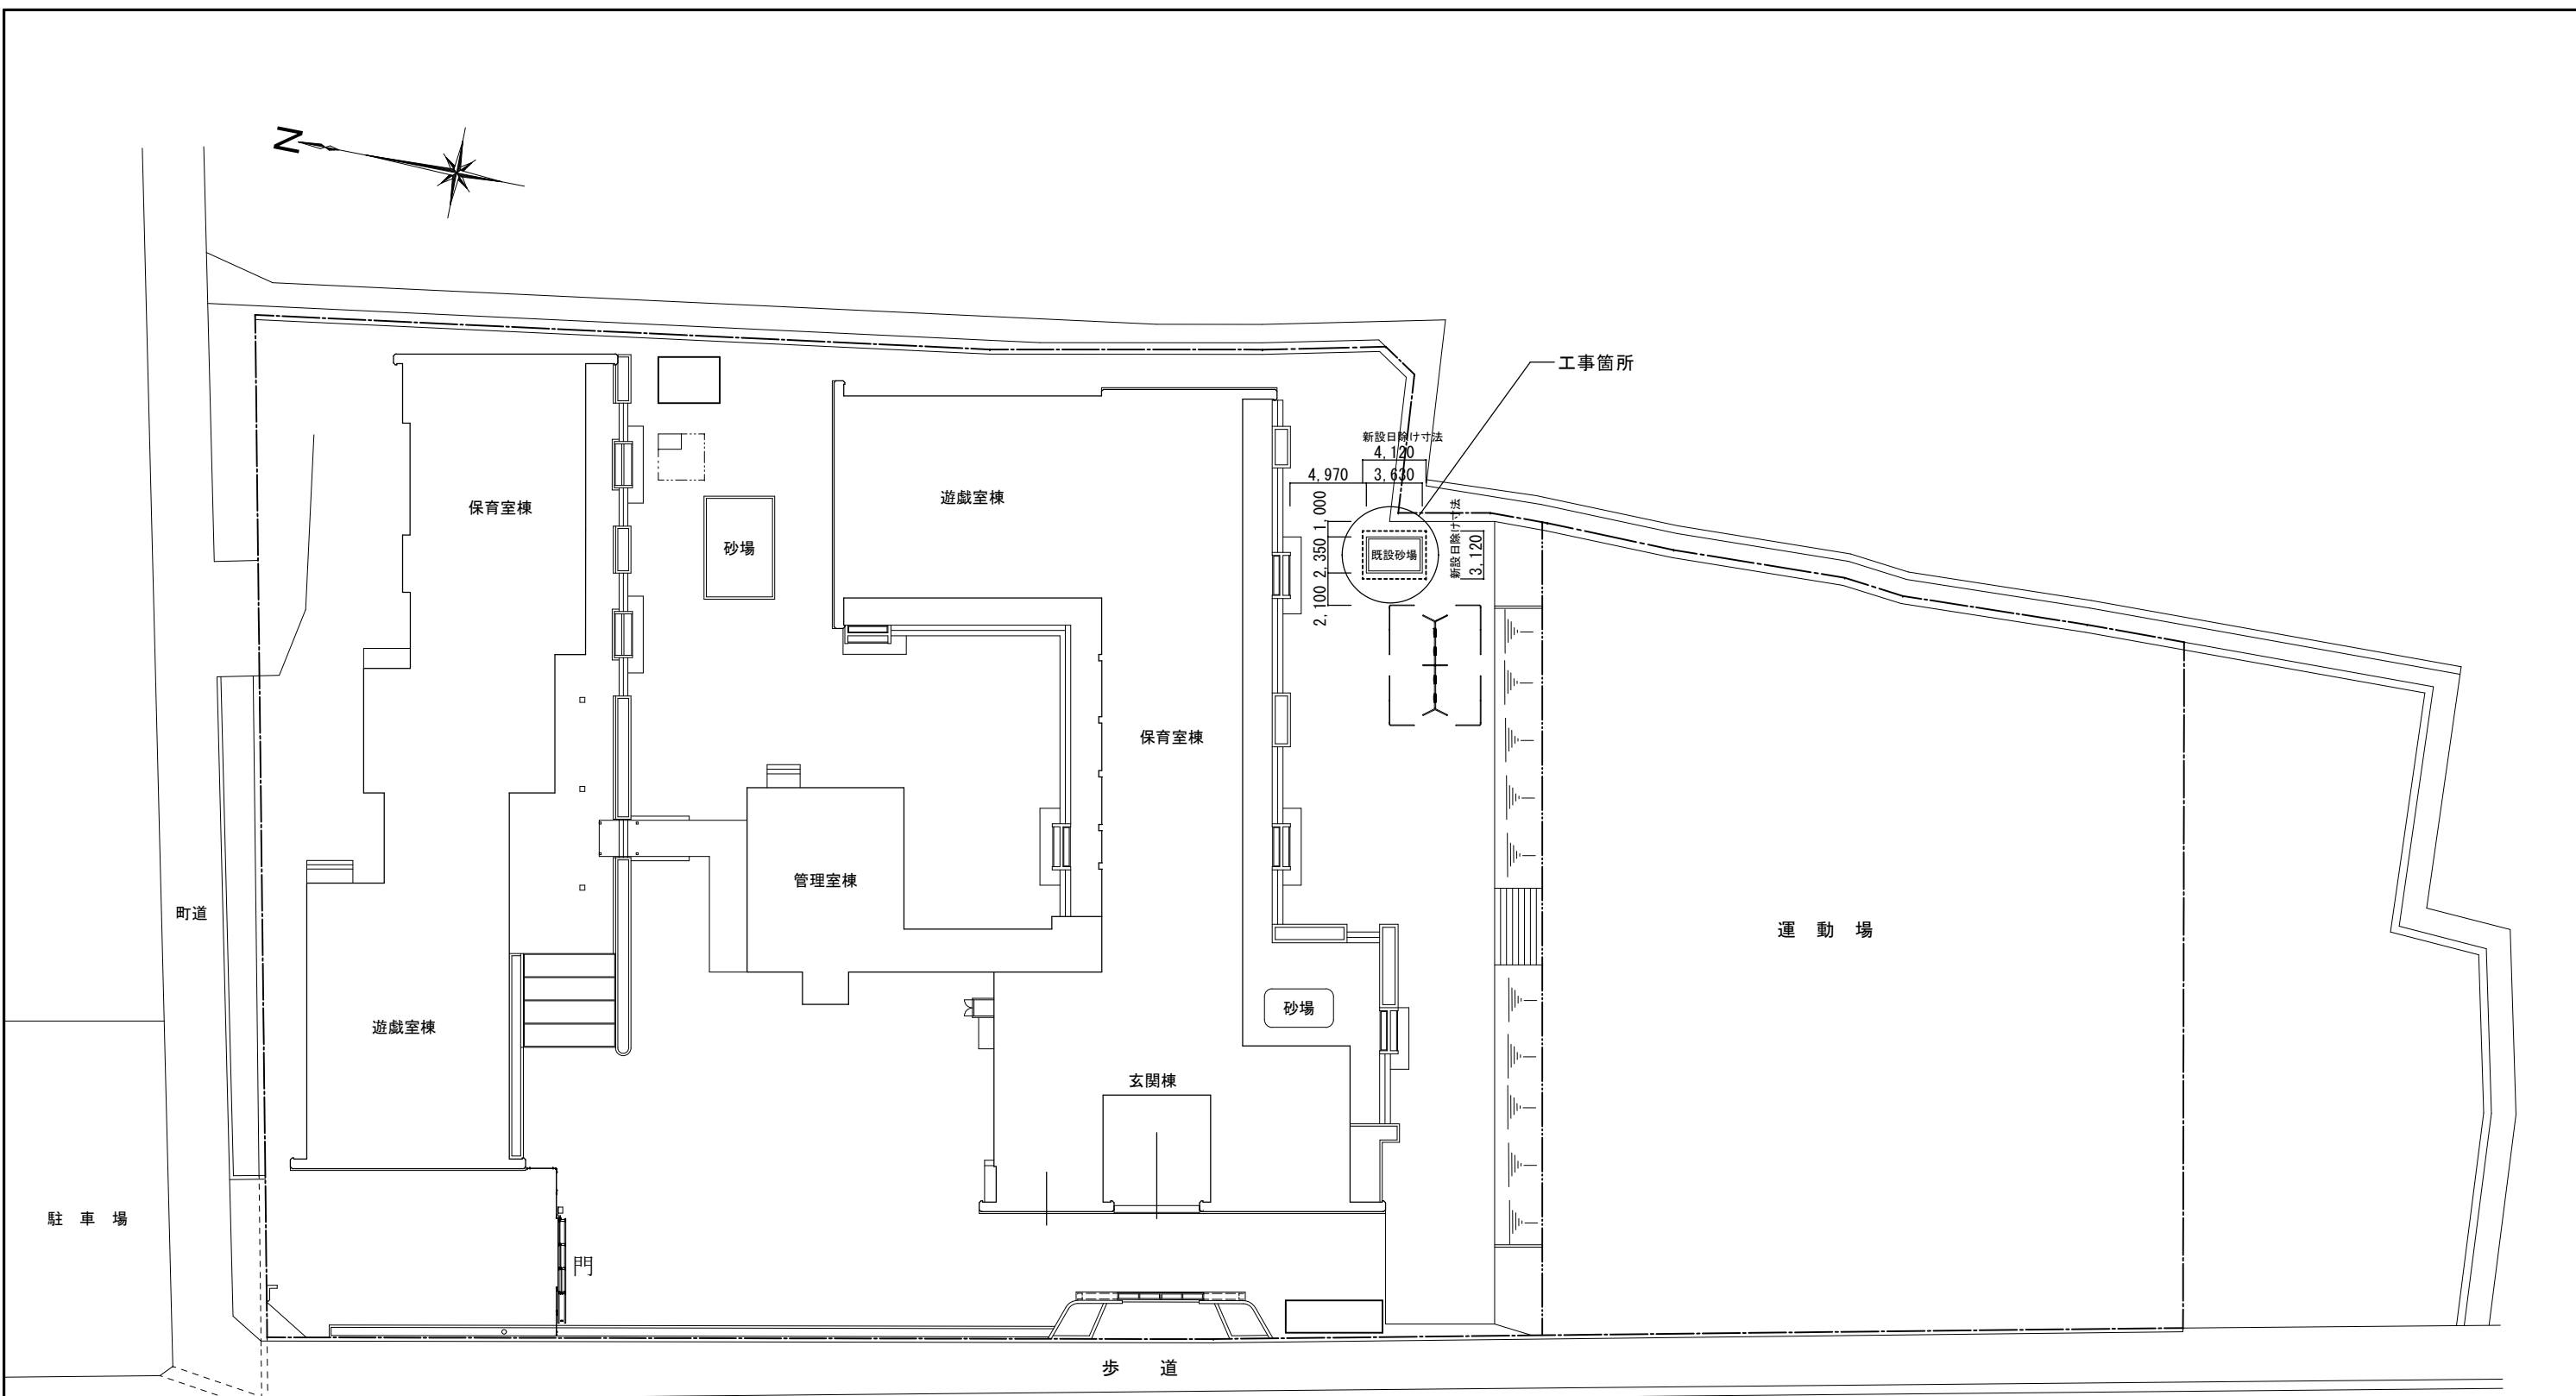 N
工事箇所
新設日除け寸法
4,120
4,970
3,630
1,000
2,350
2,100
新設日除け寸法
3,120
既設砂場
保育室棟
遊戯室棟
砂場
保育室棟
管理室棟
町道
運動場
砂場
遊戯室棟
玄関棟
駐車場
門
歩道